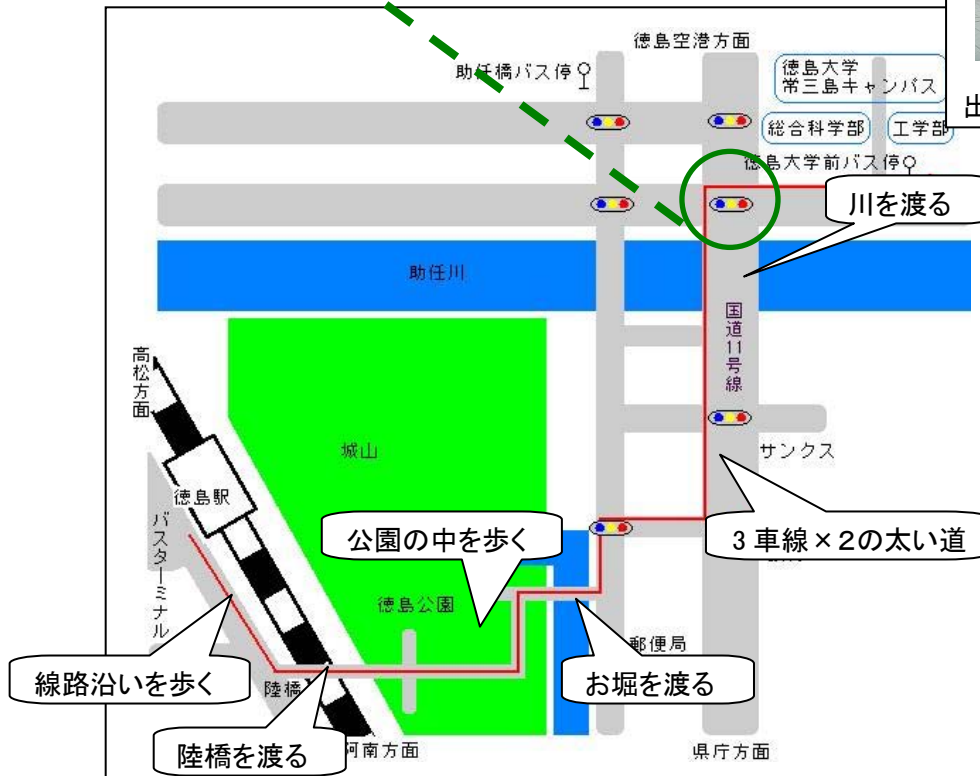 徳島空港方面
助任橋バス停
徳島大学
常三島キャンパス
出
総合科学部
工学部
徳島大学前バス停
川を渡る
助任川
国道11号線
高松方面
城山
サンクス
徳島駅
バスターミナル
公園の中を歩く
3車線×2の太い道
徳島公園
線路沿いを歩く
郵便局
お堀を渡る
陸橋
陸橋を渡る
阿南方面
県庁方面